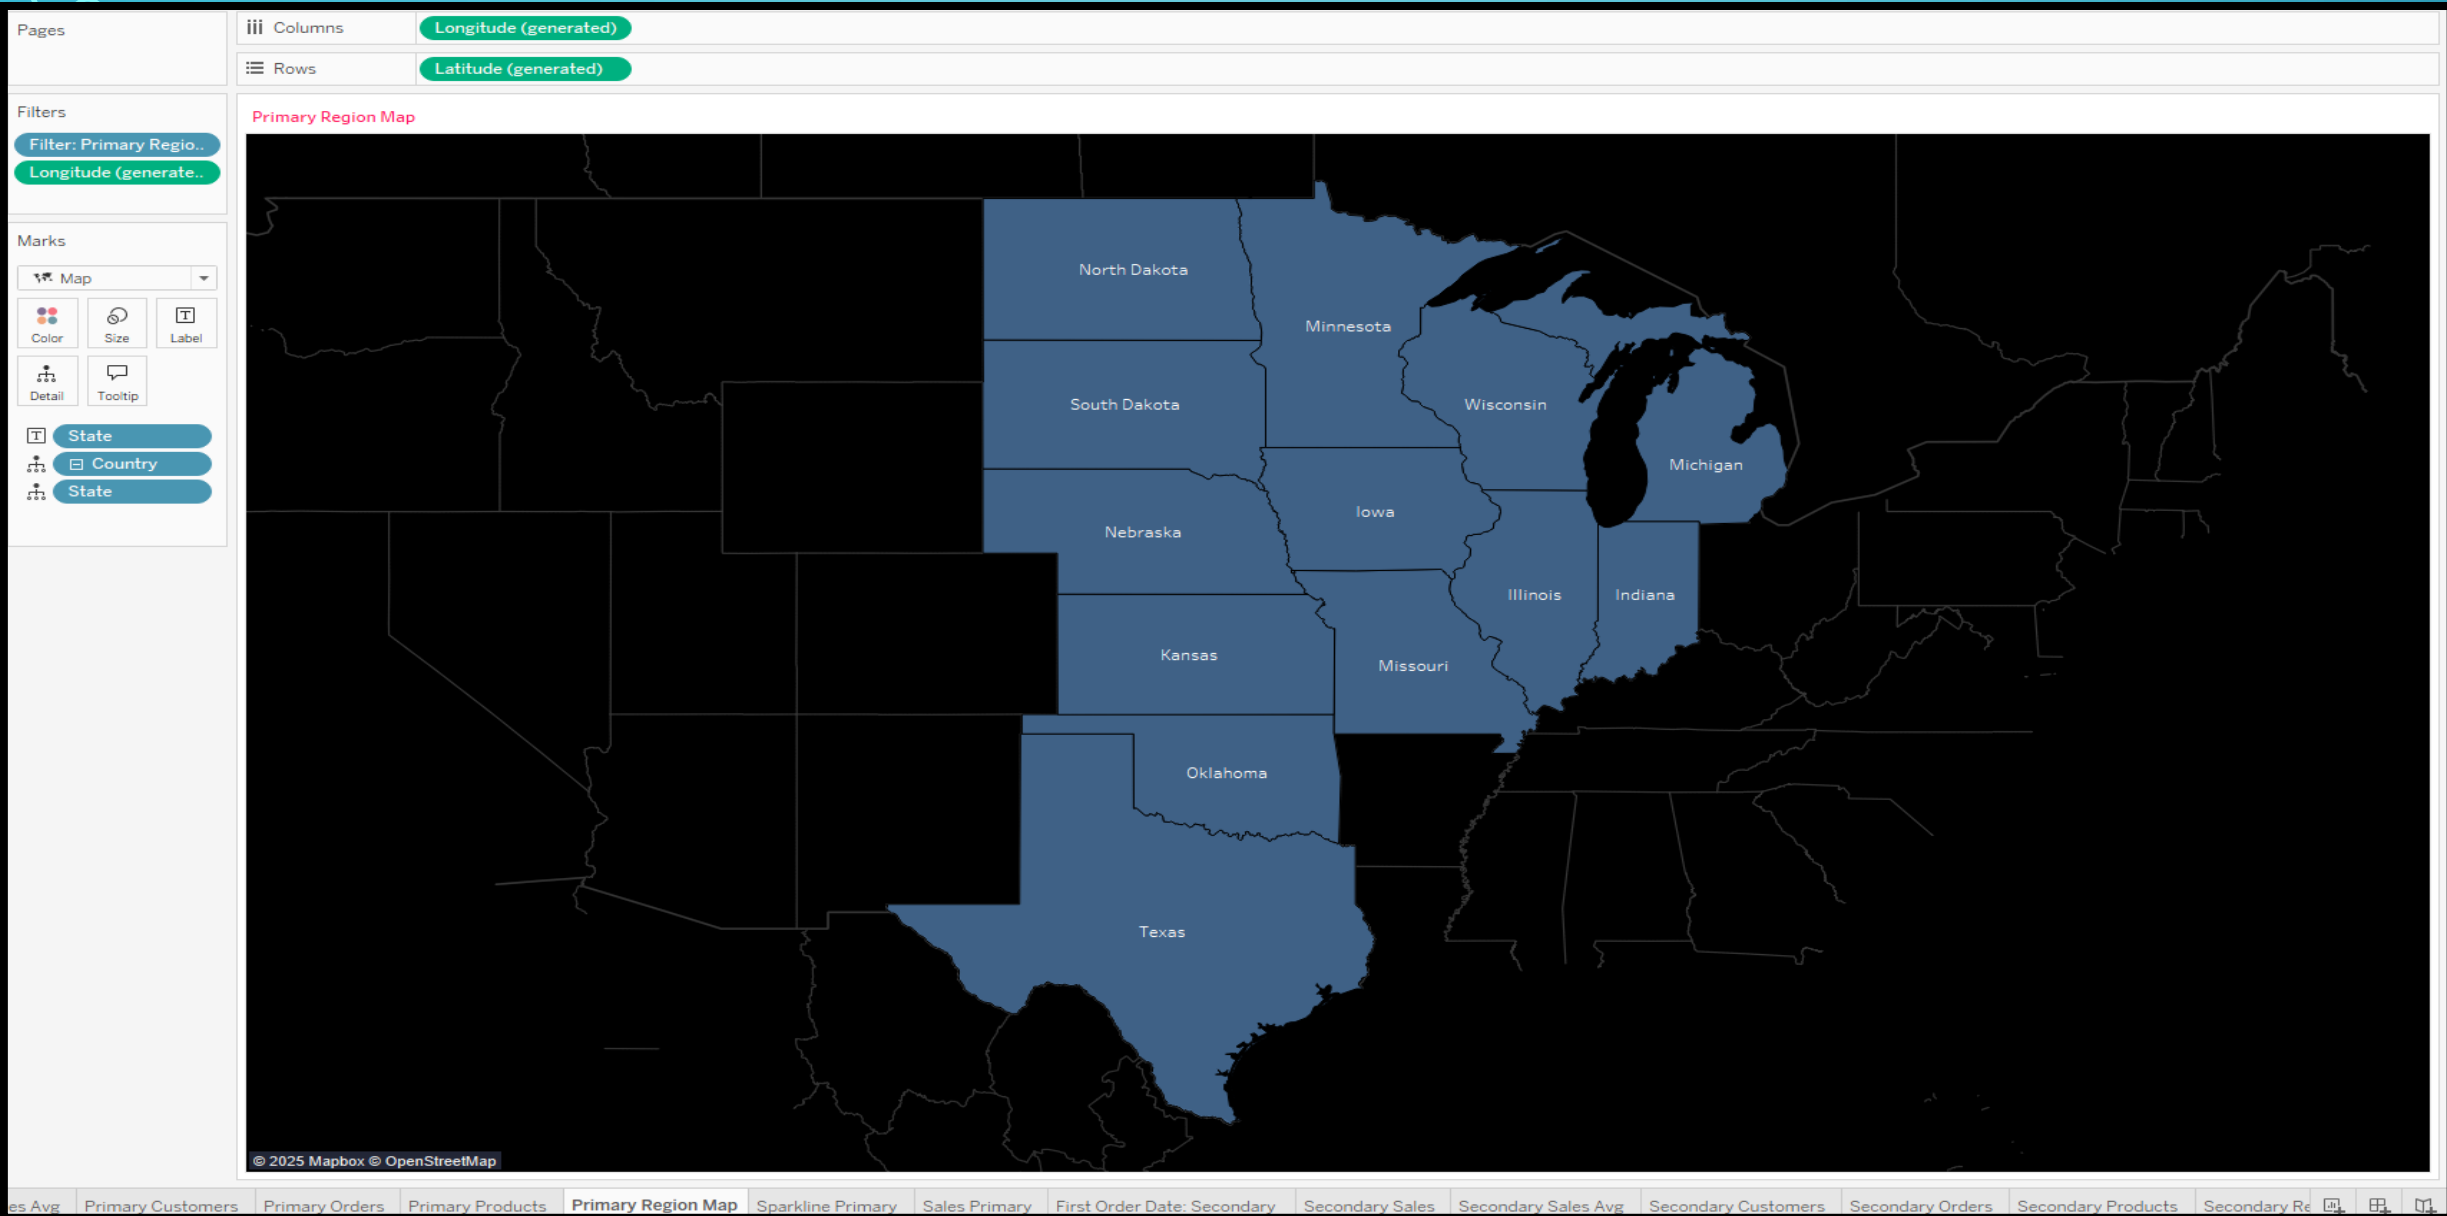 Pages
Columns
Longitude (generated)
Rows
Latitude (generated)
Filters
Filter: Primary Regio..
Longitude (generate..
Marks
Map
Color
Size
Label
Detail
Tooltip
State
Country
State
Primary Region Map
North Dakota
Minnesota
South Dakota
Wisconsin
Michigan
Iowa
Nebraska
Illinois
Indiana
Kansas
Missouri
Oklahoma
Texas
© 2025 Mapbox © OpenStreetMap
es Avg
Primary Customers
Primary Orders
Primary Products
Primary Region Map
Sparkline Primary
Sales Primary
First Order Date: Secondary
Secondary Sales
Secondary Sales Avg
Secondary Customers
Secondary Orders
Secondary Products
Secondary Re